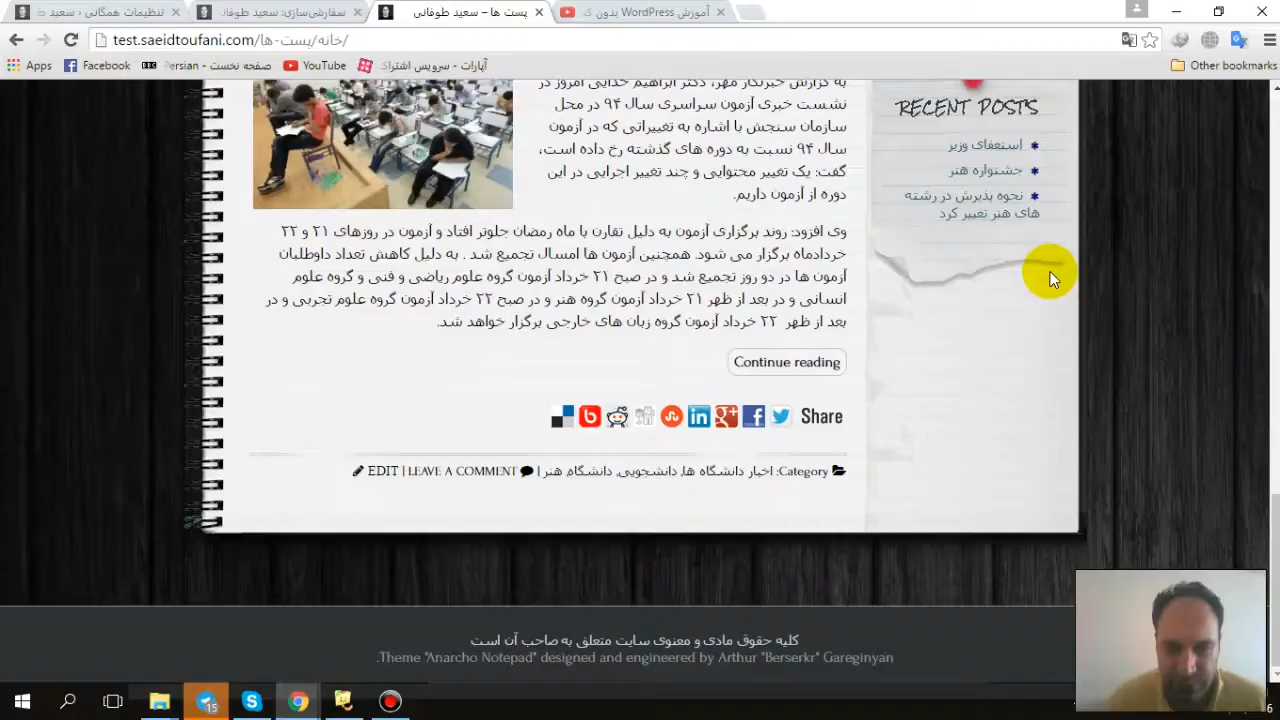 تنظیمات همگانی ‹ سعید ط
سفارشی‌سازی: سعید طوفا
پست ها – سعید طوفانی
آموزش WordPress بدون ک
test.saeidtoufani.com/خانه/پست-ها/
Apps
Facebook
صفحه نخست - Persian
YouTube
آپارات - سرویس اشتراک
Other bookmarks
نشست خبری آزمون سراسری سال ۹۴ در محل
سازمان سنجش با اشاره به تغییراتی که در آزمون
سال ۹۴ نسبت به دوره های گذشته رخ داده است،
گفت: یک تغییر محتوایی و چند تغییر اجرایی در این
دوره از آزمون داریم.
وی افزود: روند برگزاری آزمون به دلیل تقارن با ماه رمضان جلوتر افتاد و آزمون در روزهای ۲۱ و ۲۲
خردادماه برگزار می شود. همچنین آزمون ها امسال تجمیع شد . به دلیل کاهش تعداد داوطلبان
آزمون‌ها در دو روز تجمیع شد و در صبح ۲۱ خرداد آزمون گروه علوم ریاضی و فنی و گروه علوم
انسانی و در بعد از ظهر ۲۱ خرداد آزمون گروه هنر و در صبح ۲۲ خرداد آزمون گروه علوم تجربی و در
بعد از ظهر ۲۲ خرداد آزمون گروه زبان های خارجی برگزار خواهد شد.
Continue reading
Share
Category: اخبار دانشگاه ها, دانشجویی, دانشگاه, هنر | LEAVE A COMMENT | EDIT
RECENT POSTS
استعفای وزیر
جشنواره هنر
نحوه پذیرش در رشته
های هنر تغییر کرد
کلیه حقوق مادی و معنوی سایت متعلق به صاحب آن است
Theme "Anarcho Notepad" designed and engineered by Arthur "Berserkr" Gareginyan.
15